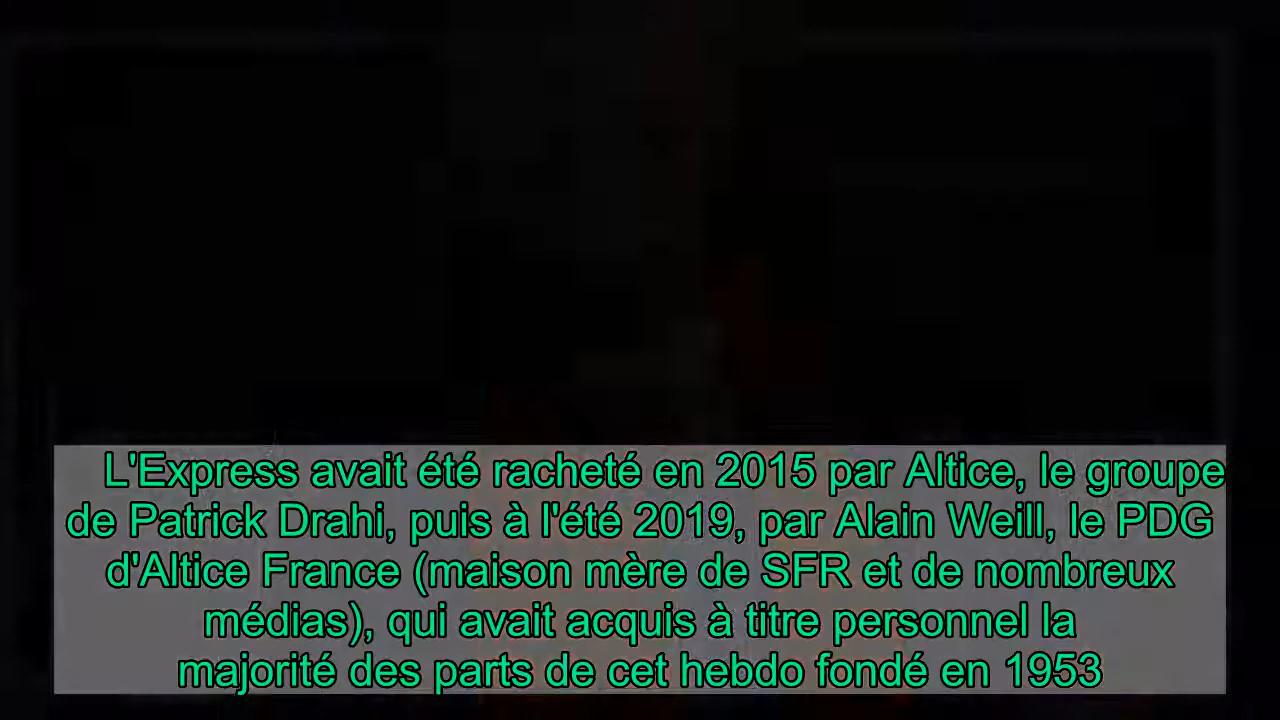 L'Express avait été racheté en 2015 par Altice, le groupe
de Patrick Drahi, puis à l'été 2019, par Alain Weill, le PDG
d'Altice France (maison mère de SFR et de nombreux
médias), qui avait acquis à titre personnel la
majorité des parts de cet hebdo fondé en 1953